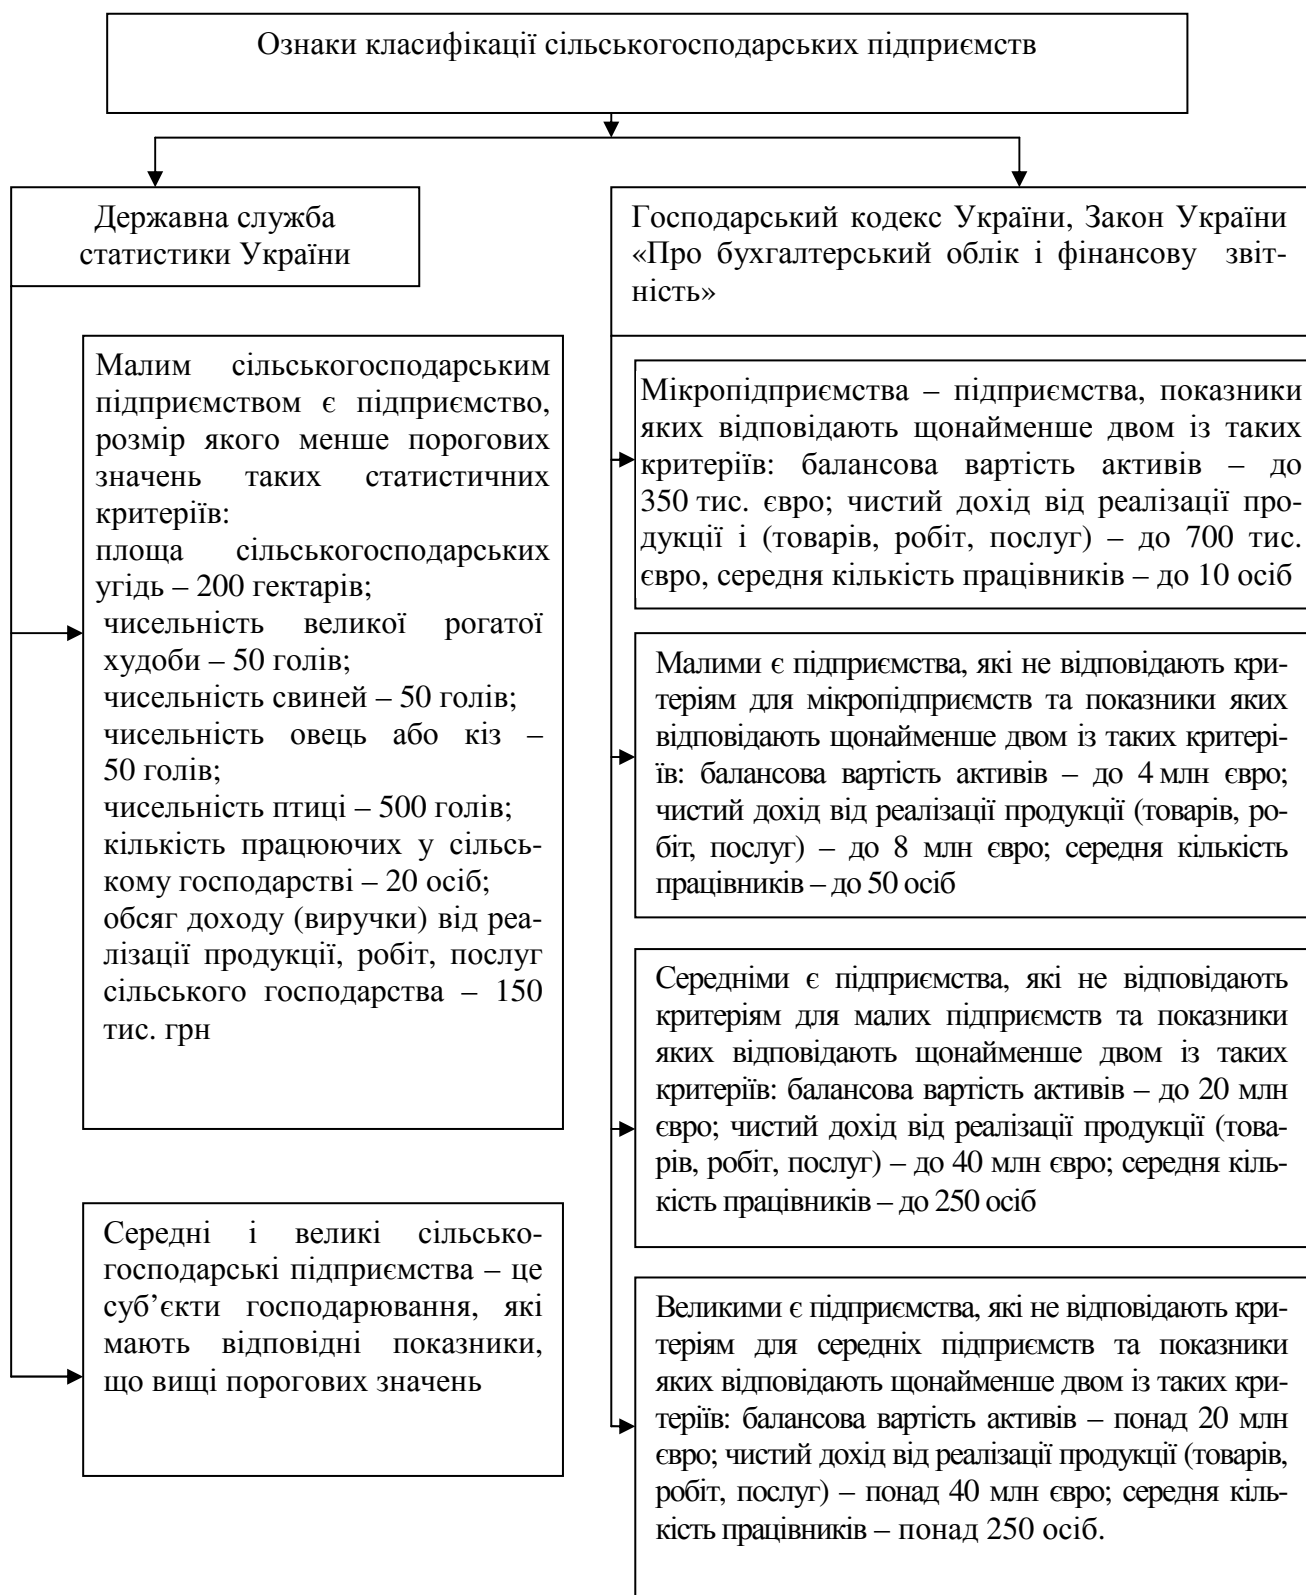 Ознаки класифікації сільськогосподарських підприємств
Державна служба
статистики України
Малим сільськогосподарським
підприємством є підприємство,
розмір якого менше порогових
значень таких статистичних
критеріїв:
площа сільськогосподарських
угідь – 200 гектарів;
чисельність великої рогатої
худоби – 50 голів;
чисельність свиней – 50 голів;
чисельність овець або кіз –
50 голів;
чисельність птиці – 500 голів;
кількість працюючих у сільсь-
кому господарстві – 20 осіб;
обсяг доходу (виручки) від реа-
лізації продукції, робіт, послуг
сільського господарства – 150
тис. грн
Середні і великі сільсько-
господарські підприємства – це
суб’єкти господарювання, які
мають відповідні показники,
що вищі порогових значень
Господарський кодекс України, Закон України
«Про бухгалтерський облік і фінансову звіт-
ність»
Мікропідприємства – підприємства, показники
яких відповідають щонайменше двом із таких
критеріїв: балансова вартість активів – до
350 тис. євро; чистий дохід від реалізації про-
дукції і (товарів, робіт, послуг) – до 700 тис.
євро, середня кількість працівників – до 10 осіб
Малими є підприємства, які не відповідають кри-
теріям для мікропідприємств та показники яких
відповідають щонайменше двом із таких критері-
їв: балансова вартість активів – до 4 млн євро;
чистий дохід від реалізації продукції (товарів, ро-
біт, послуг) – до 8 млн євро; середня кількість
працівників – до 50 осіб
Середніми є підприємства, які не відповідають
критеріям для малих підприємств та показники
яких відповідають щонайменше двом із таких
критеріїв: балансова вартість активів – до 20 млн
євро; чистий дохід від реалізації продукції (това-
рів, робіт, послуг) – до 40 млн євро; середня кіль-
кість працівників – до 250 осіб
Великими є підприємства, які не відповідають кри-
теріям для середніх підприємств та показники
яких відповідають щонайменше двом із таких кри-
теріїв: балансова вартість активів – понад 20 млн
євро; чистий дохід від реалізації продукції (товарів,
робіт, послуг) – понад 40 млн євро; середня кіль-
кість працівників – понад 250 осіб.